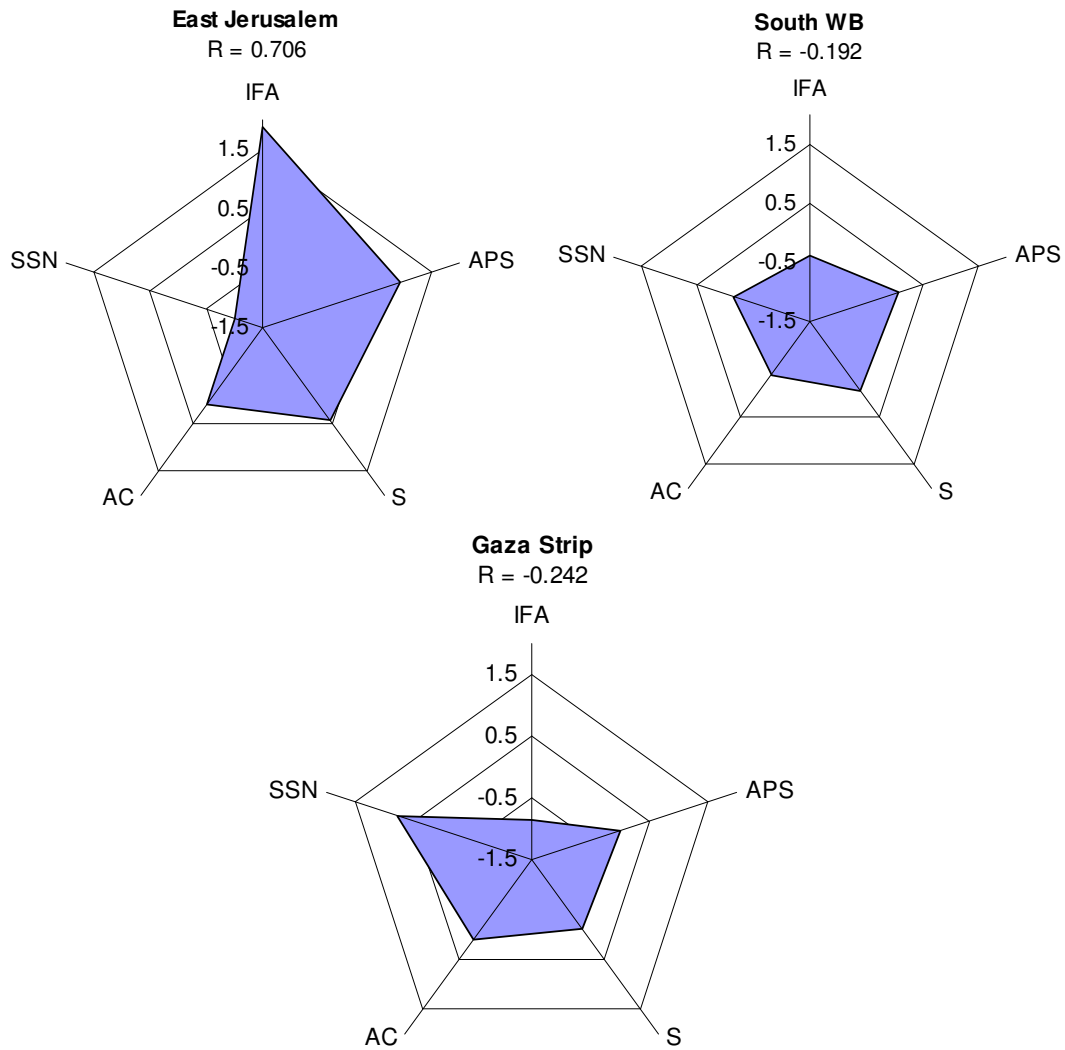 East Jerusalem
R = 0.706
IFA
1.5
0.5
-0.5
-1.5
SSN
APS
AC
S
South WB
R = -0.192
IFA
1.5
0.5
-0.5
-1.5
SSN
APS
AC
S
Gaza Strip
R = -0.242
IFA
1.5
0.5
-0.5
-1.5
SSN
APS
AC
S